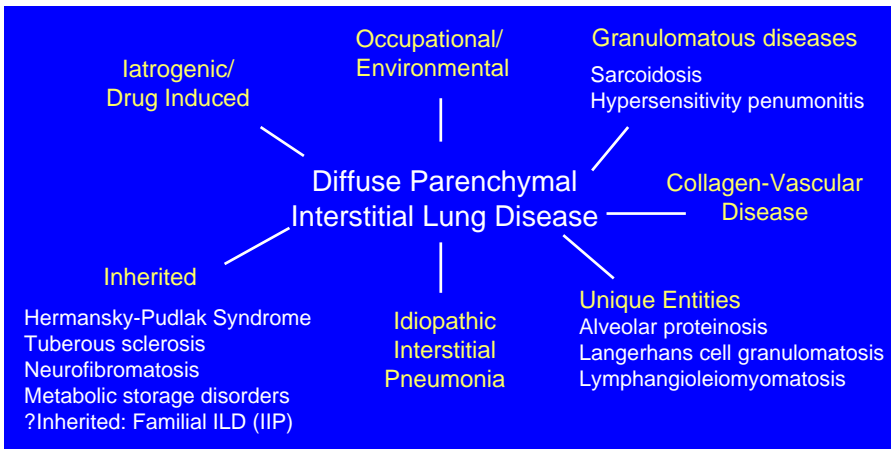 Iatrogenic/
Drug Induced
Occupational/
Environmental
Granulomatous diseases
Sarcoidosis
Hypersensitivity penumonitis
Diffuse Parenchymal
Interstitial Lung Disease
Collagen-Vascular
Disease
Inherited
Hermansky-Pudlak Syndrome
Tuberous sclerosis
Neurofibromatosis
Metabolic storage disorders
?Inherited: Familial ILD (IIP)
Idiopathic
Interstitial
Pneumonia
Unique Entities
Alveolar proteinosis
Langerhans cell granulomatosis
Lymphangioleiomyomatosis